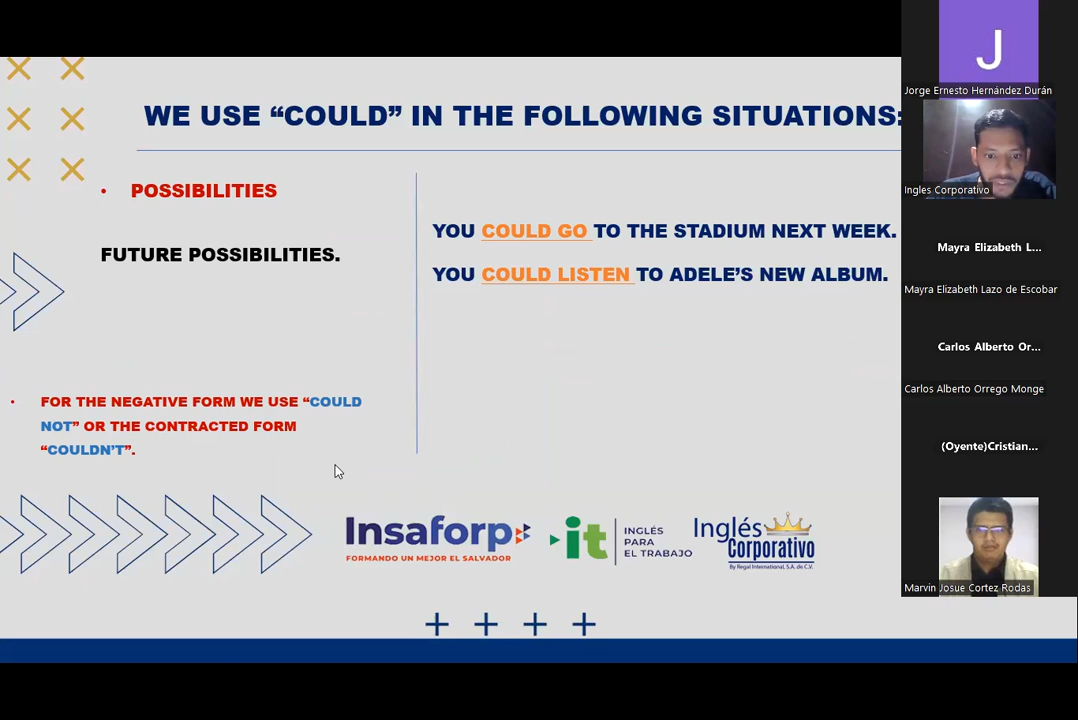 WE USE “COULD” IN THE FOLLOWING SITUATIONS:
• POSSIBILITIES
FUTURE POSSIBILITIES.
YOU COULD GO TO THE STADIUM NEXT WEEK.
YOU COULD LISTEN TO ADELE’S NEW ALBUM.
• FOR THE NEGATIVE FORM WE USE “COULD
NOT” OR THE CONTRACTED FORM
“COULDN’T”.
Insaforp
FORMANDO UN MEJOR EL SALVADOR
it
INGLÉS
PARA
EL TRABAJO
Inglés
Corporativo
By Regal International, S.A. de C.V.
J
Jorge Ernesto Hernández Durán
Ingles Corporativo
Mayra Elizabeth L...
Mayra Elizabeth Lazo de Escobar
Carlos Alberto Or...
Carlos Alberto Orrego Monge
(Oyente)Cristian...
Marvin Josue Cortez Rodas